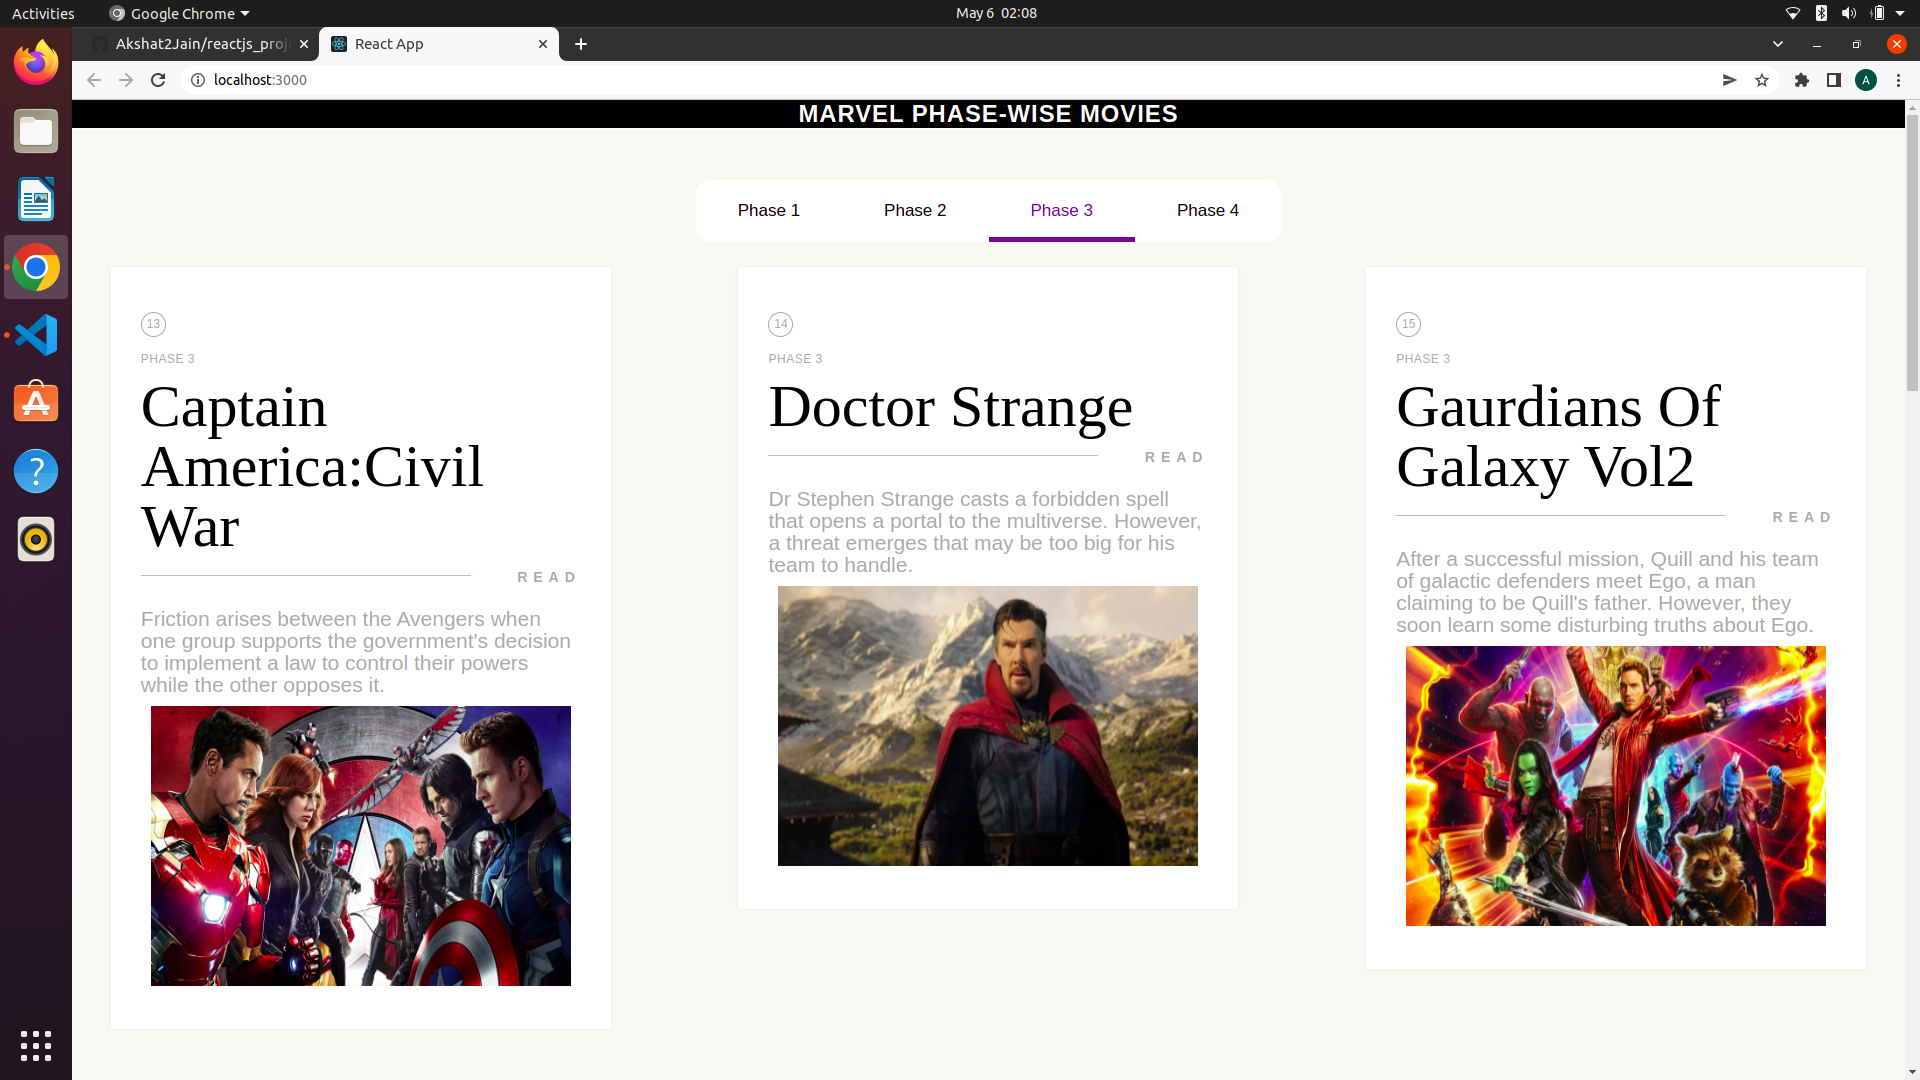 Activities
Google Chrome
May 6 02:08
Akshat2Jain/reactjs_proj
React App
localhost:3000
A
MARVEL PHASE-WISE MOVIES
Phase 1
Phase 2
Phase 3
Phase 4
13
PHASE 3
Captain
America:Civil
War
READ
Friction arises between the Avengers when
one group supports the government's decision
to implement a law to control their powers
while the other opposes it.
14
PHASE 3
Doctor Strange
READ
Dr Stephen Strange casts a forbidden spell
that opens a portal to the multiverse. However,
a threat emerges that may be too big for his
team to handle.
15
PHASE 3
Gaurdians Of
Galaxy Vol2
READ
After a successful mission, Quill and his team
of galactic defenders meet Ego, a man
claiming to be Quill's father. However, they
soon learn some disturbing truths about Ego.